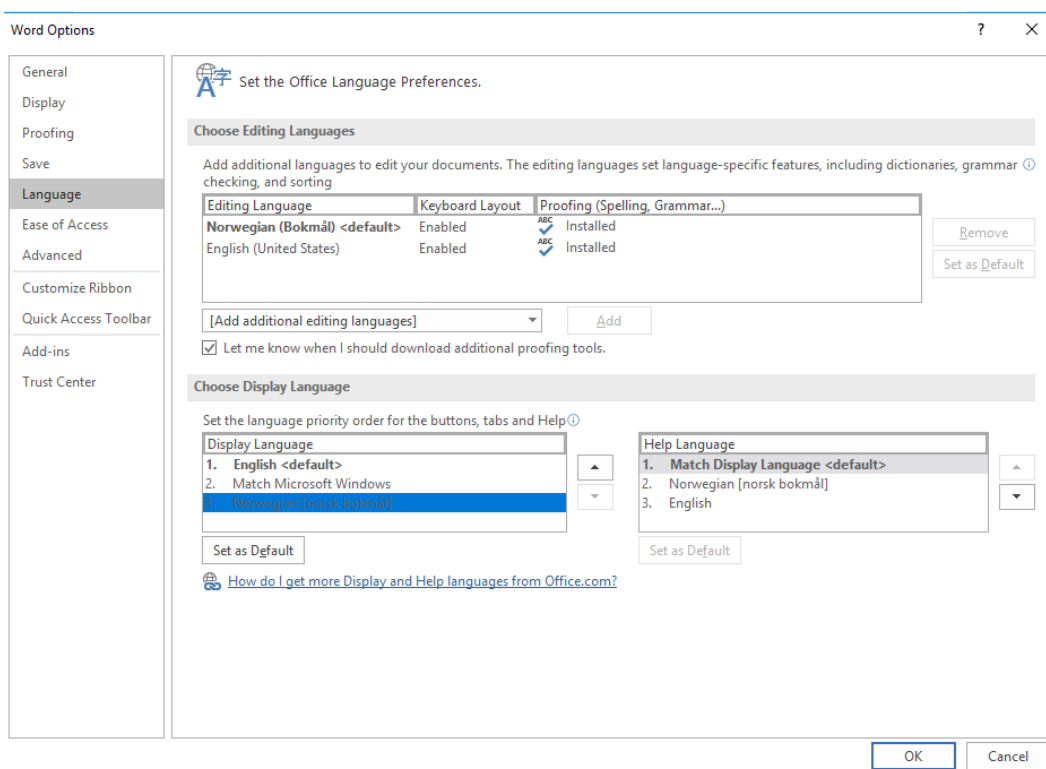 Word Options
?
General
Display
Proofing
Save
Language
Ease of Access
Advanced
Customize Ribbon
Quick Access Toolbar
Add-ins
Trust Center
Set the Office Language Preferences.
Choose Editing Languages
Add additional languages to edit your documents. The editing languages set language-specific features, including dictionaries, grammar
checking, and sorting
Editing Language Keyboard Layout Proofing (Spelling, Grammar...)
Norwegian (Bokmål) <default> Enabled Installed
English (United States) Enabled Installed
Remove
Set as Default
[Add additional editing languages] Add
Let me know when I should download additional proofing tools.
Choose Display Language
Set the language priority order for the buttons, tabs and Help
Display Language
1. English <default>
2. Match Microsoft Windows
3. Norwegian [norsk bokmål]
Set as Default
Help Language
1. Match Display Language <default>
2. Norwegian [norsk bokmål]
3. English
Set as Default
How do I get more Display and Help languages from Office.com?
OK Cancel